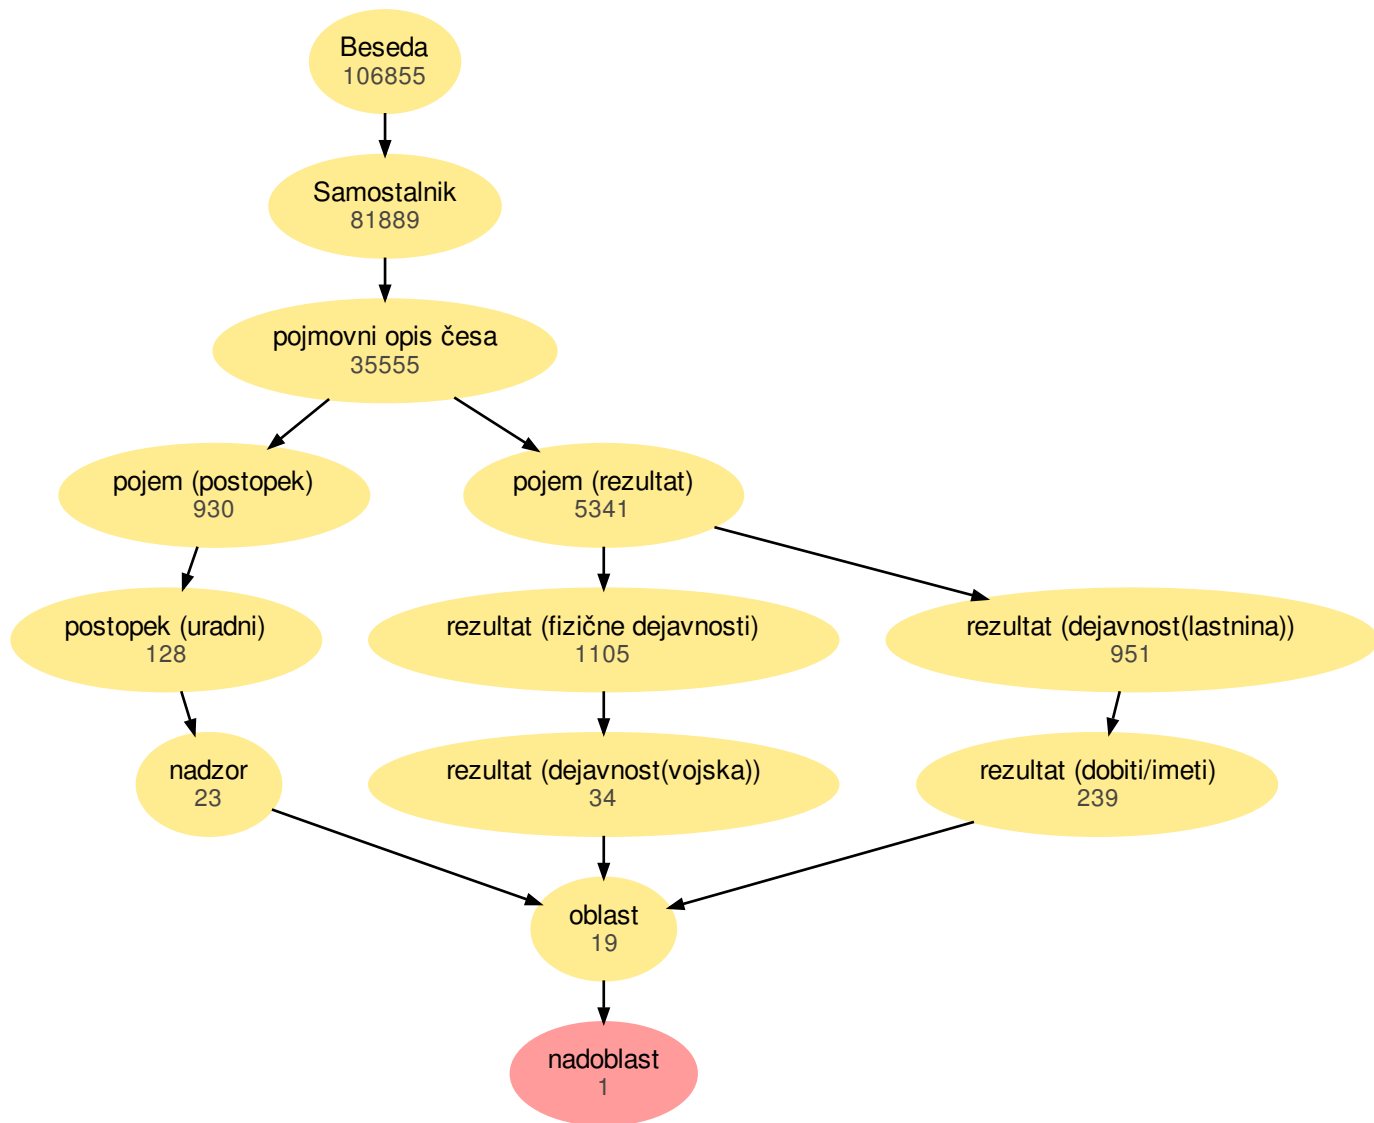 Beseda
106855
Samostalnik
81889
pojmovni opis česa
35555
pojem (postopek)
930
pojem (rezultat)
5341
postopek (uradni)
128
rezultat (fizične dejavnosti)
1105
rezultat (dejavnost(lastnina))
951
nadzor
23
rezultat (dejavnost(vojska))
34
rezultat (dobiti/imeti)
239
oblast
19
nadoblast
1